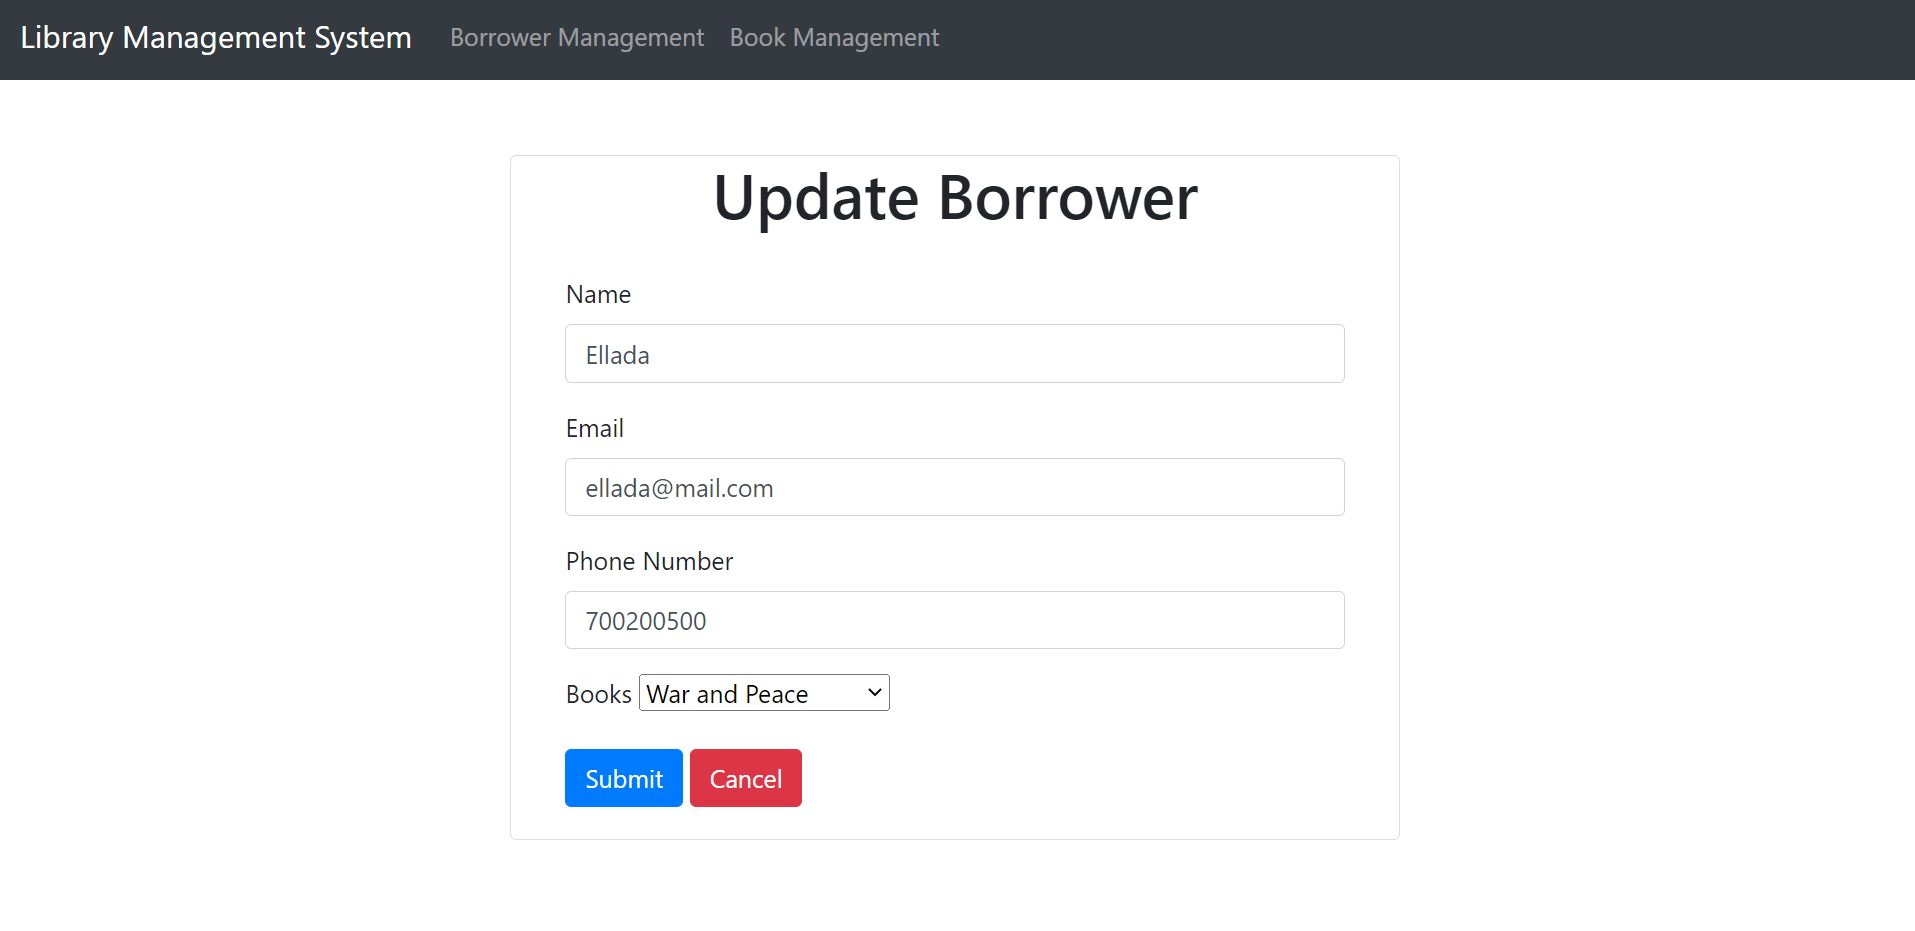 Library Management System Borrower Management Book Management
Update Borrower
Name
Ellada
Email
ellada@mail.com
Phone Number
700200500
Books War and Peace
Submit Cancel